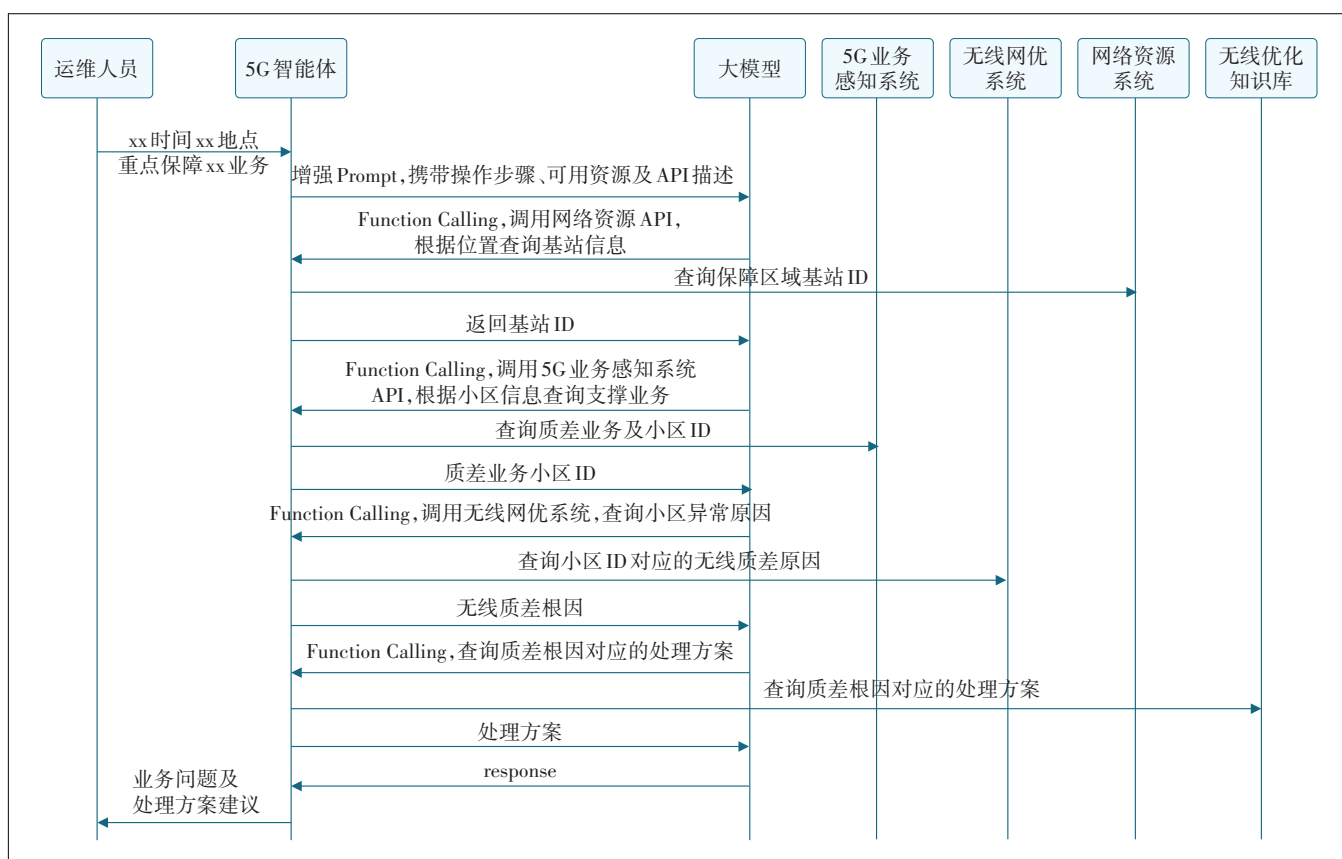 运维人员
5G智能体
大模型
5G业务
感知系统
无线网优
系统
网络资源
系统
无线优化
知识库
xx时间xx地点
重点保障xx业务
增强Prompt,携带操作步骤、可用资源及API描述
Function Calling,调用网络资源API,
根据位置查询基站信息
查询保障区域基站ID
返回基站ID
Function Calling,调用5G业务感知系统
API,根据小区信息查询支撑业务
查询质差业务及小区ID
质差业务小区ID
Function Calling,调用无线网优系统,查询小区异常原因
查询小区ID对应的无线质差原因
无线质差根因
Function Calling,查询质差根因对应的处理方案
查询质差根因对应的处理方案
处理方案
response
业务问题及
处理方案建议